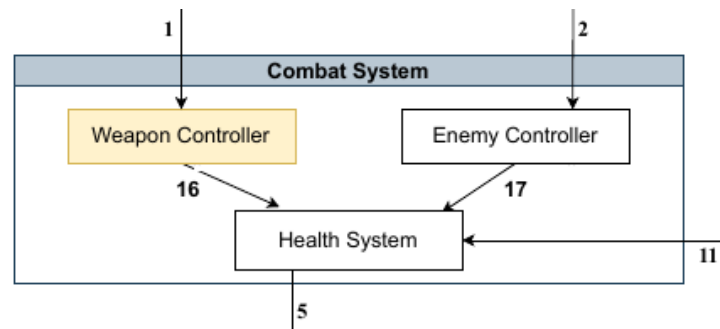 1
2
Combat System
Weapon Controller
Enemy Controller
16
17
Health System
11
5